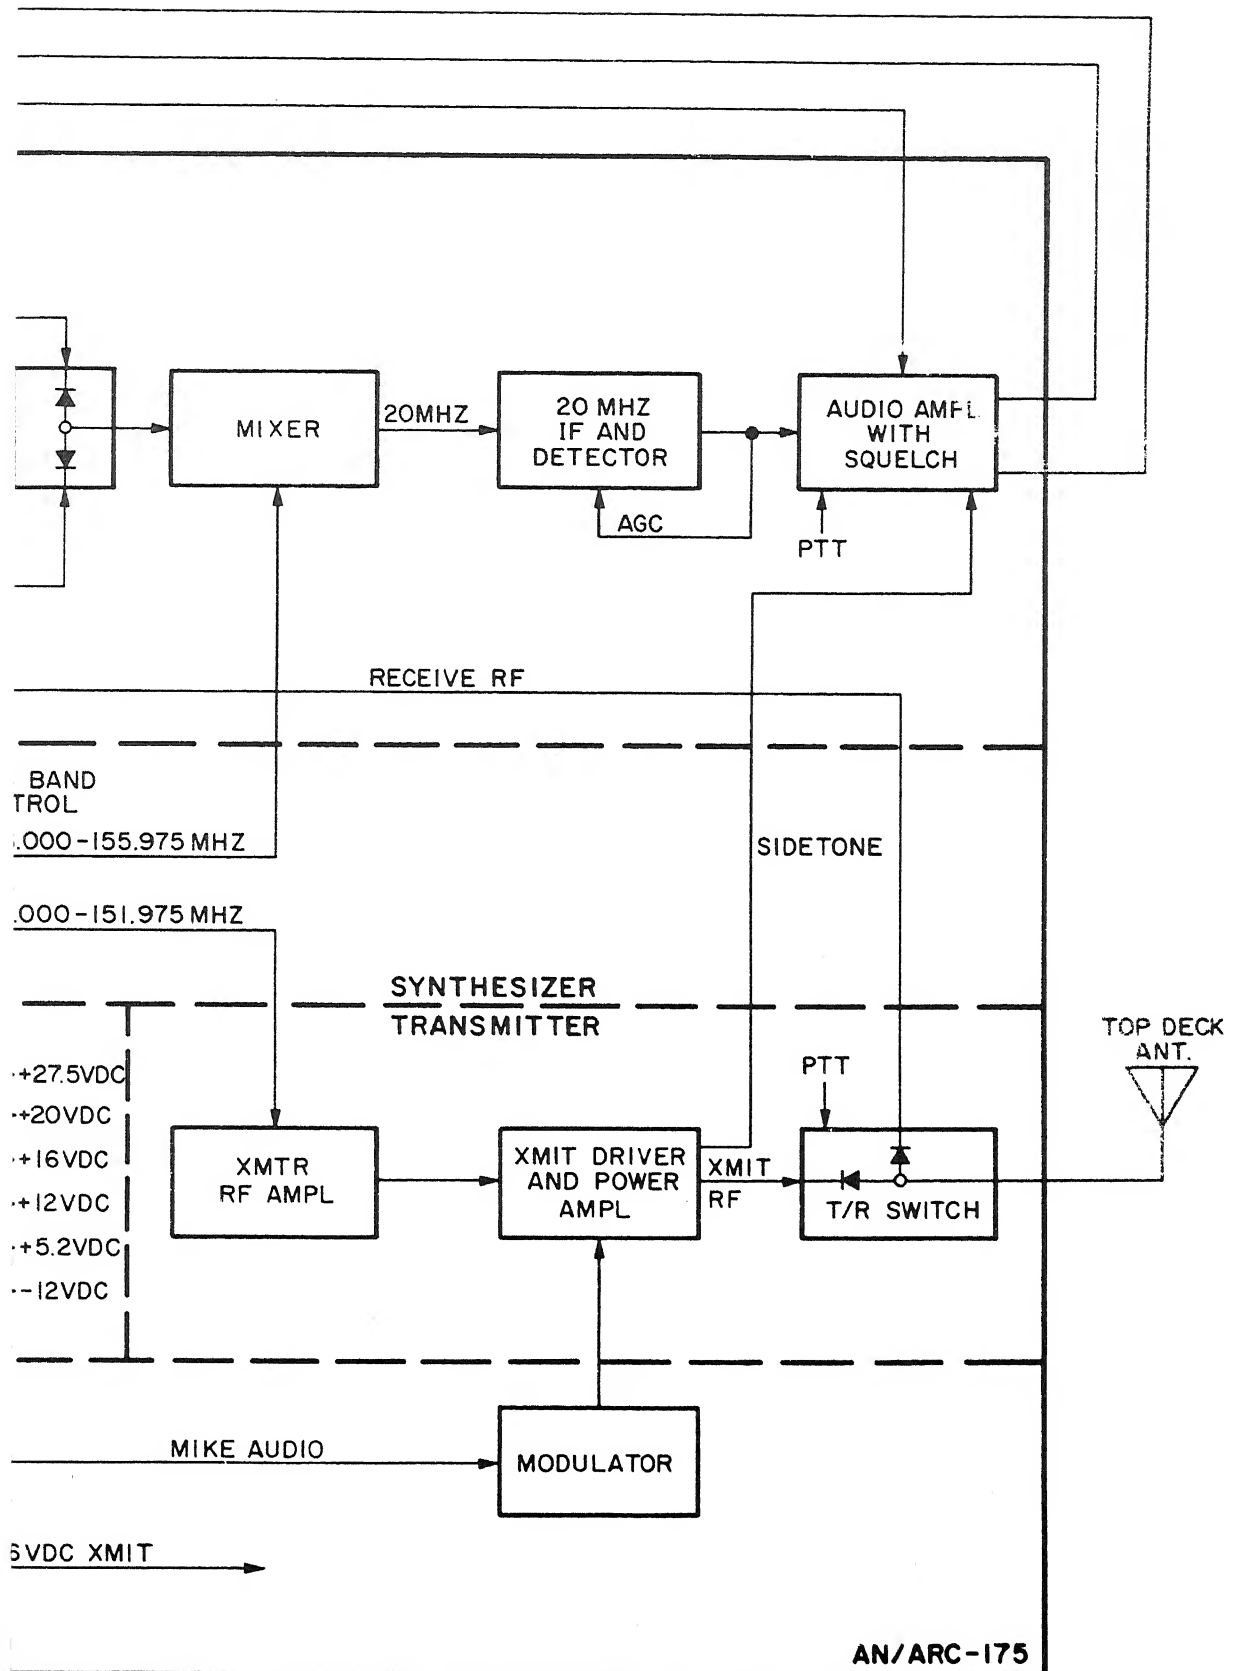 MIXER
20MHZ
20 MHZ
IF AND
DETECTOR
AUDIO AMPL
WITH
SQUELCH
AGC
PTT
RECEIVE RF
BAND
TROL
.000-155.975 MHZ
SIDETONE
.000-151.975 MHZ
SYNTHESIZER
TRANSMITTER
TOP DECK
ANT.
+27.5VDC
+20VDC
+16VDC
+12VDC
+5.2VDC
-12VDC
PTT
XMTR
RF AMPL
XMIT DRIVER
AND POWER
AMPL
XMIT
RF
T/R SWITCH
MIKE AUDIO
MODULATOR
6VDC XMIT
AN/ARC-175